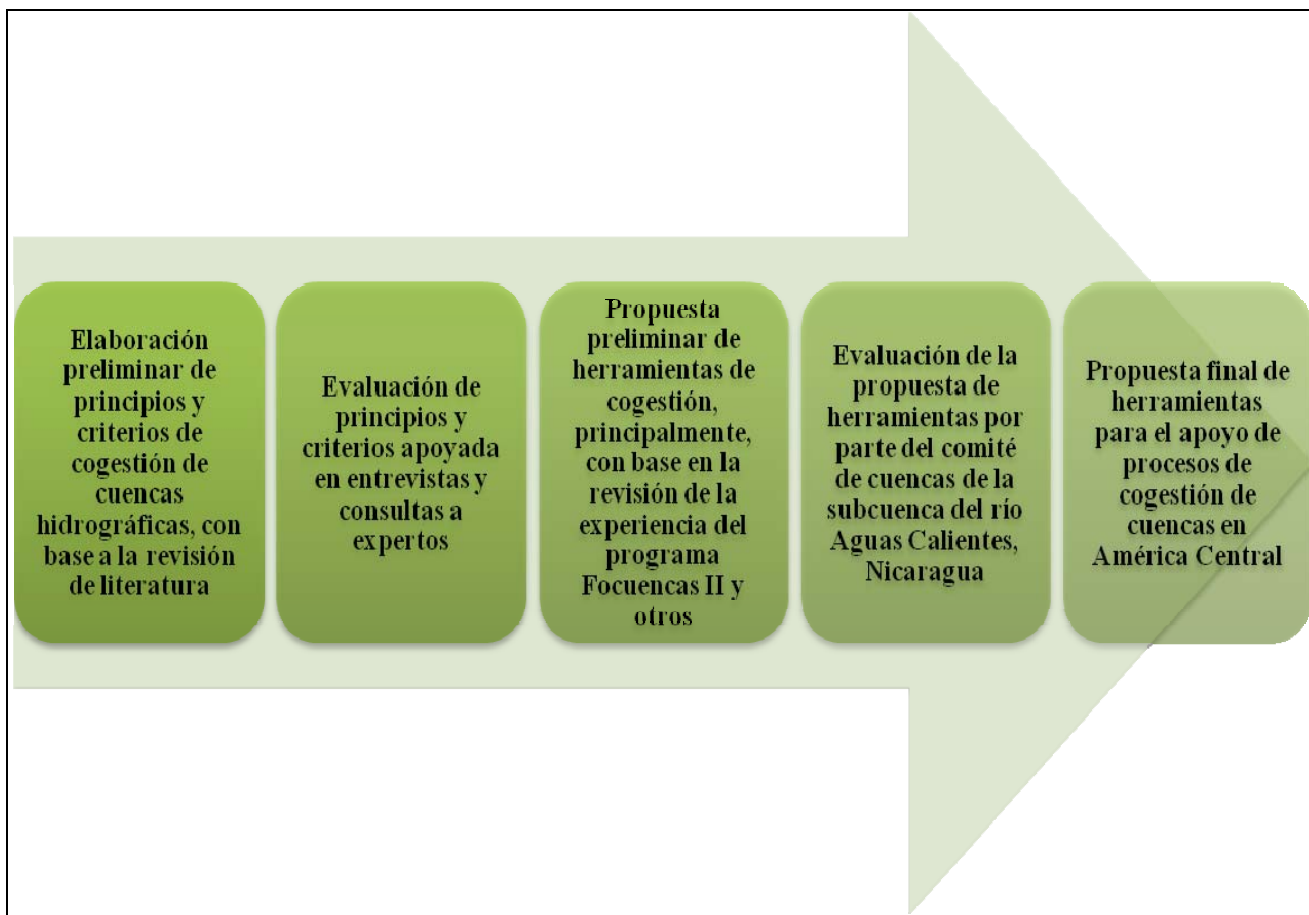 Elaboración
preliminar de
principios y
criterios de
cogestión de
cuencas
hidrográficas, con
base a la revisión
de literatura
Evaluación de
principios y
criterios apoyada
en entrevistas y
consultas a
expertos
Propuesta
preliminar de
herramientas de
cogestión,
principalmente,
con base en la
revisión de la
experiencia del
programa
Focuencas II y
otros
Evaluación de la
propuesta de
herramientas por
parte del comité
de cuencas de la
subcuenca del río
Aguas Calientes,
Nicaragua
Propuesta final de
herramientas
para el apoyo de
procesos de
cogestión de
cuencas en
América Central